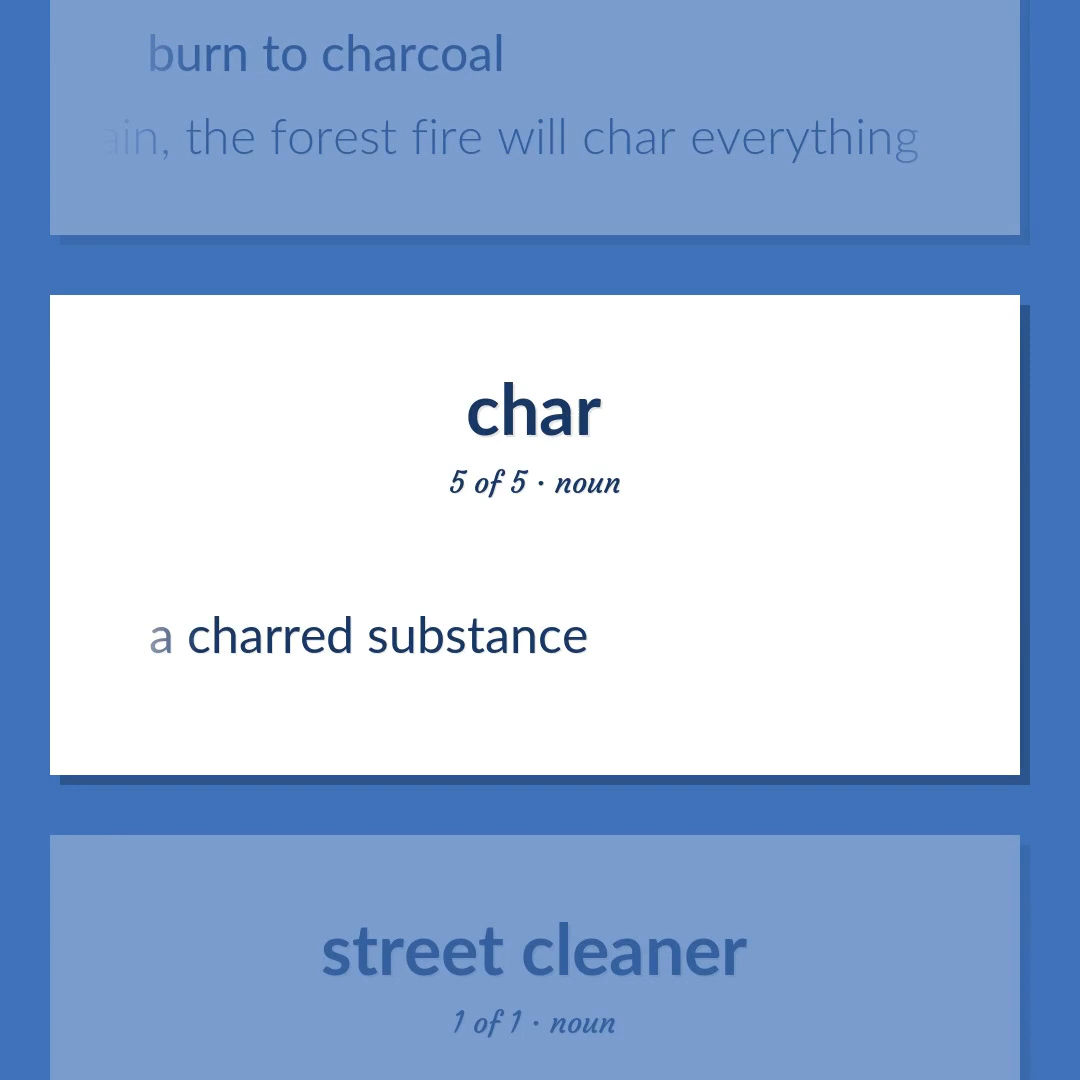 burn to charcoal
the forest fire will char everything
char
5 of 5 · noun
a charred substance
street cleaner
1 of 1 · noun